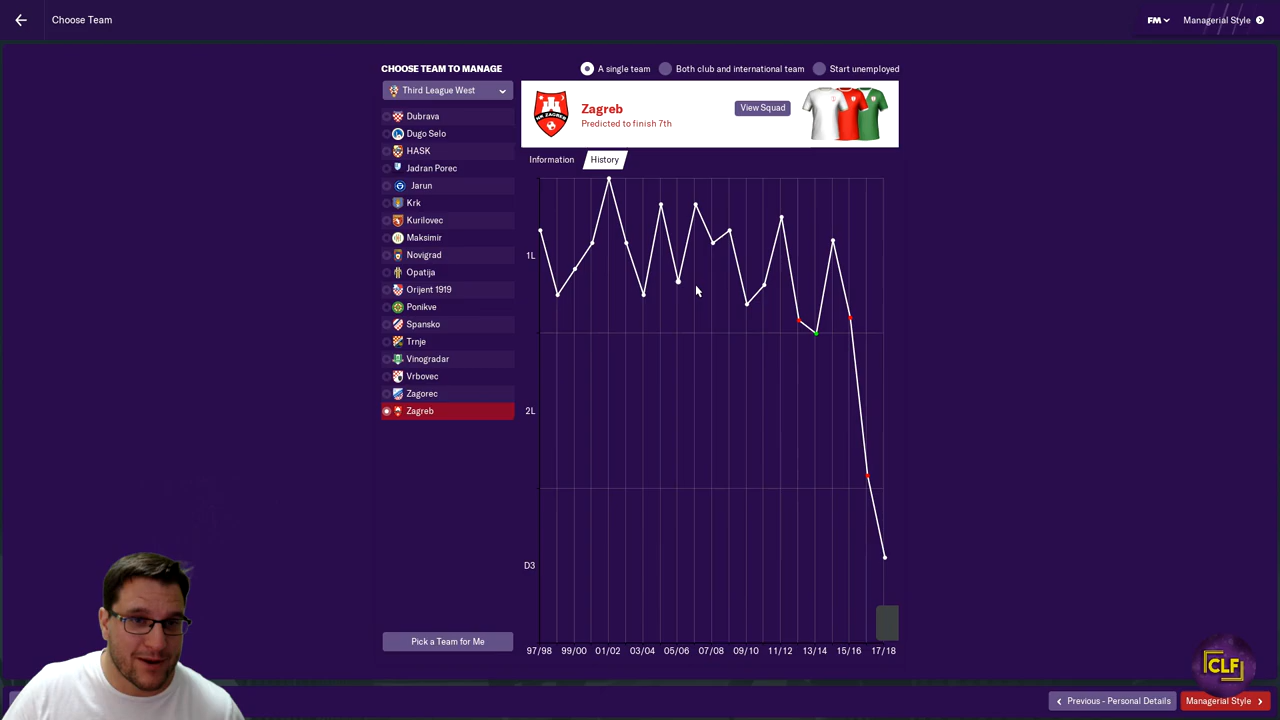 Choose Team
FM
Managerial Style
CHOOSE TEAM TO MANAGE
A single team
Both club and international team
Start unemployed
Third League West
Dubrava
Dugo Selo
HASK
Jadran Porec
Jarun
Krk
Kurilovec
Maksimir
Novigrad
Opatija
Orijent 1919
Ponikve
Spansko
Trnje
Vinogradar
Vrbovec
Zagorec
Zagreb
Pick a Team for Me
NK ZAGREB
Zagreb
Predicted to finish 7th
View Squad
Information
History
1L
2L
D3
97/98 99/00 01/02 03/04 05/06 07/08 09/10 11/12 13/14 15/16 17/18
CLF
Previous - Personal Details
Managerial Style